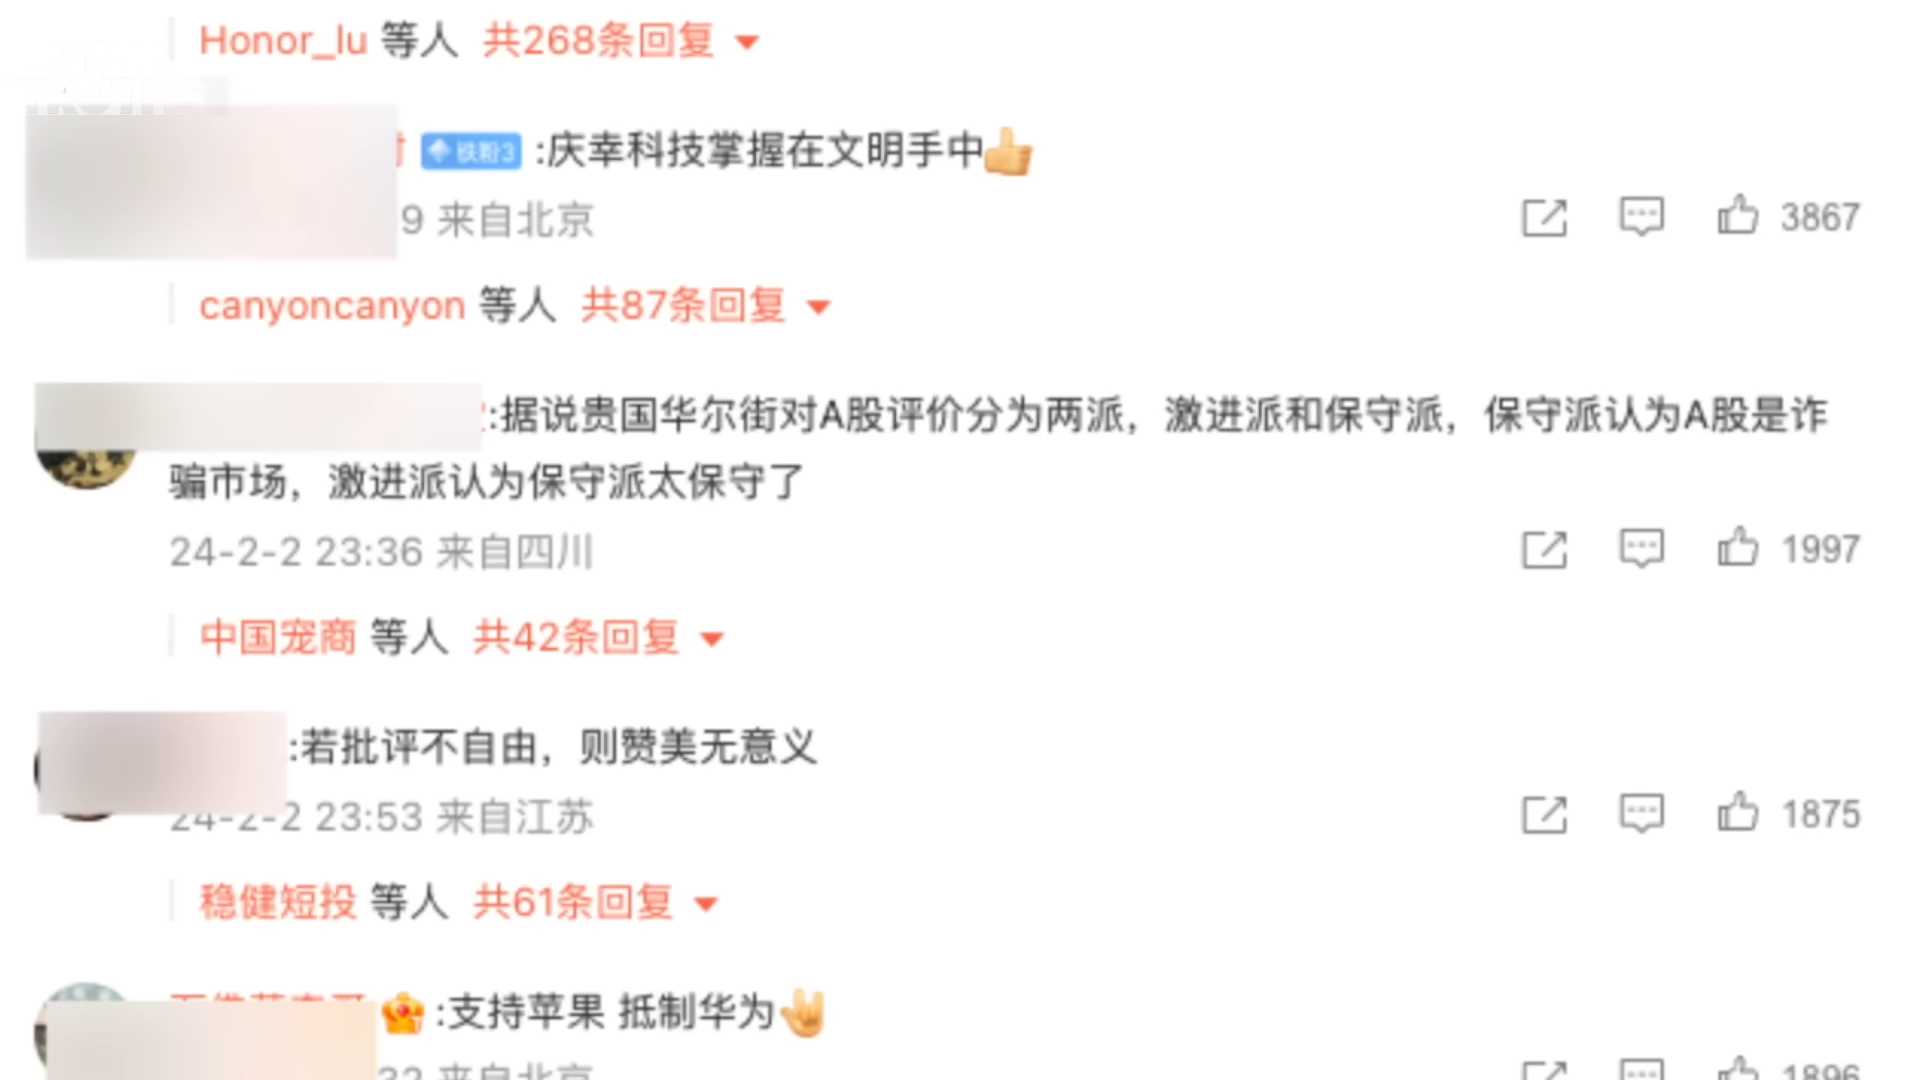 Honor_lu 等人 共268条回复
铁粉3 :庆幸科技掌握在文明手中
9 来自北京
3867
canyoncanyon 等人 共87条回复
:据说贵国华尔街对A股评价分为两派，激进派和保守派，保守派认为A股是诈
骗市场，激进派认为保守派太保守了
24-2-2 23:36 来自四川
1997
中国宠商 等人 共42条回复
:若批评不自由，则赞美无意义
24-2-2 23:53 来自江苏
1875
稳健短投 等人 共61条回复
:支持苹果 抵制华为
32 来自北京
1896